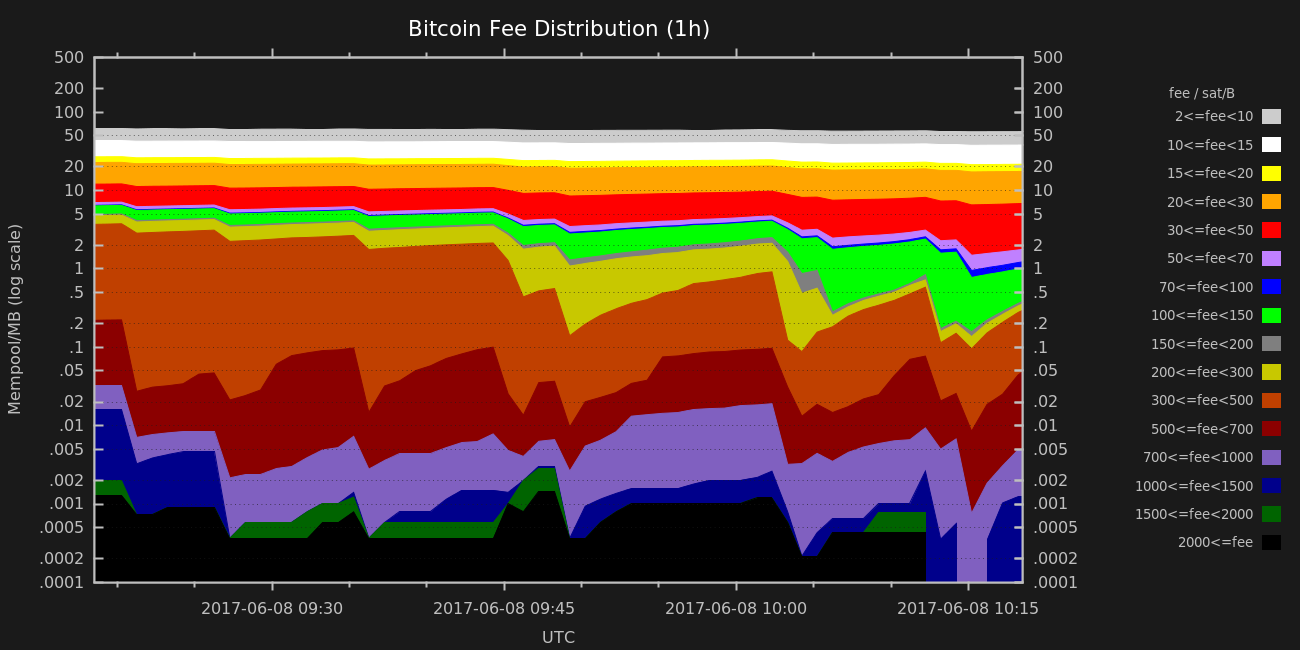 Bitcoin Fee Distribution (1h)
Mempool/MB (log scale)
500
200
100
50
20
10
5
2
1
.5
.2
.1
.05
.02
.01
.005
.002
.001
.0005
.0002
.0001
500
200
100
50
20
10
5
2
1
.5
.2
.1
.05
.02
.01
.005
.002
.001
.0005
.0002
.0001
2017-06-08 09:30
2017-06-08 09:45
2017-06-08 10:00
2017-06-08 10:15
UTC
fee / sat/B
2<=fee<10
10<=fee<15
15<=fee<20
20<=fee<30
30<=fee<50
50<=fee<70
70<=fee<100
100<=fee<150
150<=fee<200
200<=fee<300
300<=fee<500
500<=fee<700
700<=fee<1000
1000<=fee<1500
1500<=fee<2000
2000<=fee